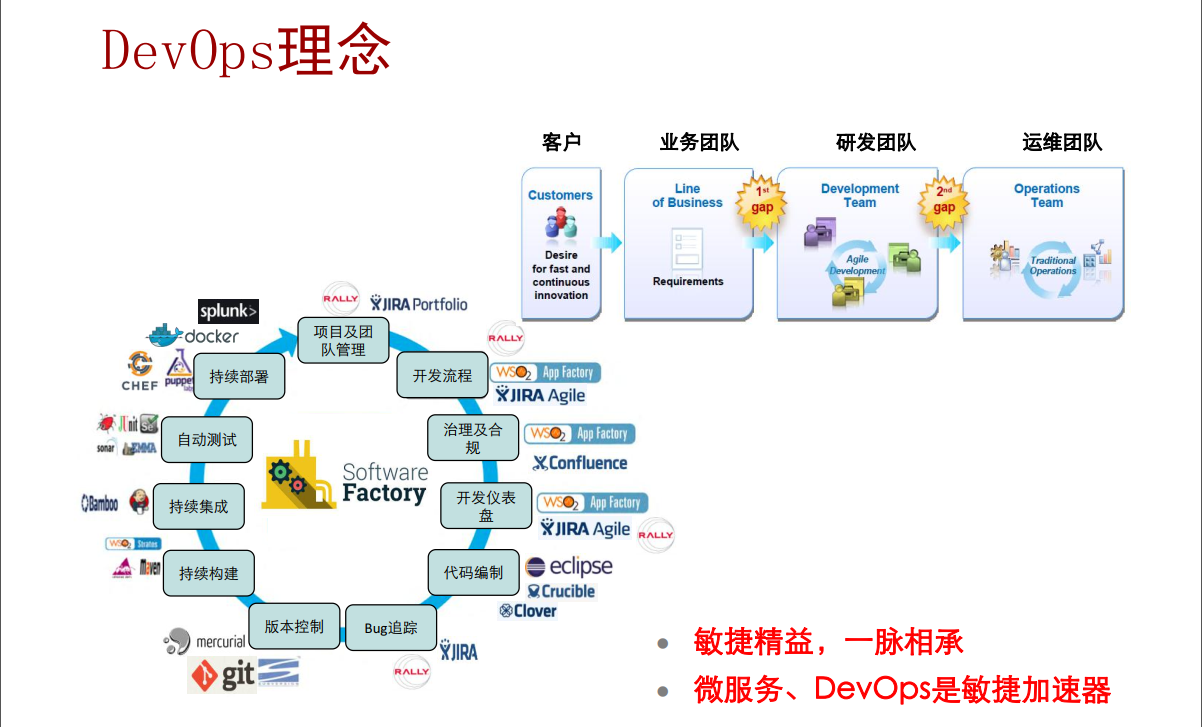 DevOps理念
客户
业务团队
研发团队
运维团队
Customers
Desire
for fast and
continuous
innovation
Line
of Business
Requirements
1st
gap
Development
Team
Agile
Development
2nd
gap
Operations
Team
Traditional
Operations
RALLY
JIRA Portfolio
项目及团
队管理
RALLY
开发流程
WSO2 App Factory
JIRA Agile
治理及合
规
WSO2 App Factory
Confluence
开发仪表
盘
WSO2 App Factory
JIRA Agile
RALLY
代码编制
eclipse
Crucible
Clover
Bug追踪
JIRA
RALLY
版本控制
mercurial
git
持续构建
WSO2 Stratos
Maven
持续集成
Bamboo
自动测试
JUnit
sonar
EMMA
持续部署
splunk>
docker
CHEF
puppet
labs
Software
Factory
敏捷精益，一脉相承
微服务、DevOps是敏捷加速器